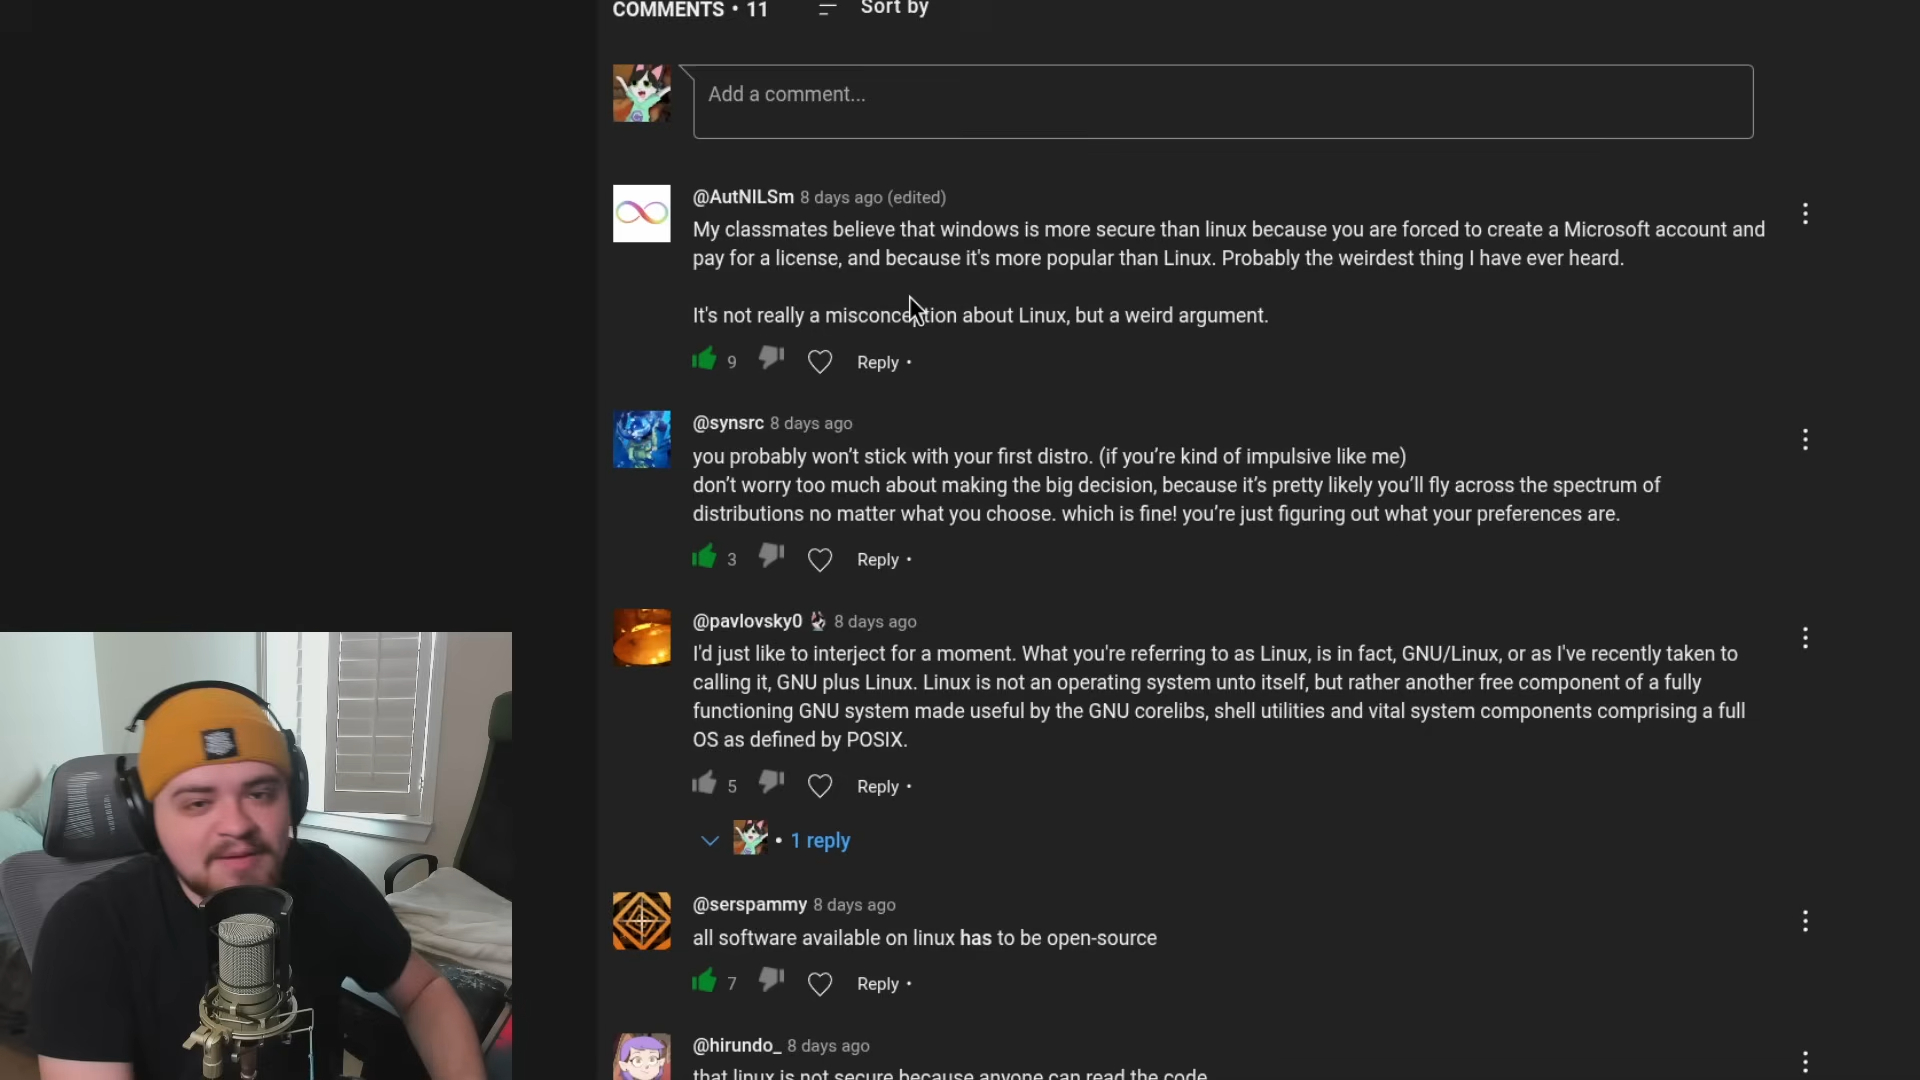 COMMENTS • 11 Sort by
Add a comment...
@AutNILSm 8 days ago (edited)
My classmates believe that windows is more secure than linux because you are forced to create a Microsoft account and
pay for a license, and because it's more popular than Linux. Probably the weirdest thing I have ever heard.
It's not really a misconception about Linux, but a weird argument.
9 Reply •
@synsrc 8 days ago
you probably won’t stick with your first distro. (if you’re kind of impulsive like me)
don’t worry too much about making the big decision, because it’s pretty likely you’ll fly across the spectrum of
distributions no matter what you choose. which is fine! you’re just figuring out what your preferences are.
3 Reply •
@pavlovsky0 8 days ago
I'd just like to interject for a moment. What you're referring to as Linux, is in fact, GNU/Linux, or as I've recently taken to
calling it, GNU plus Linux. Linux is not an operating system unto itself, but rather another free component of a fully
functioning GNU system made useful by the GNU corelibs, shell utilities and vital system components comprising a full
OS as defined by POSIX.
5 Reply •
• 1 reply
@serspammy 8 days ago
all software available on linux has to be open-source
7 Reply •
@hirundo_ 8 days ago
that linux is not secure because anyone can read the code